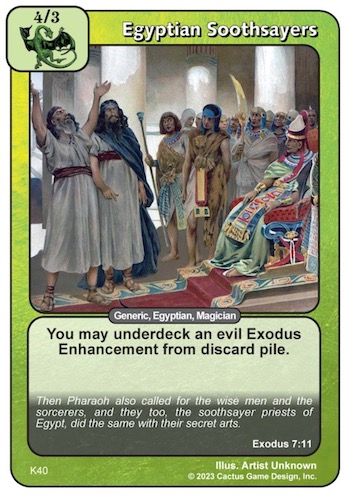 4/3
Egyptian Soothsayers
Generic, Egyptian, Magician
You may underdeck an evil Exodus
Enhancement from discard pile.
Then Pharaoh also called for the wise men and the
sorcerers, and they too, the soothsayer priests of
Egypt, did the same with their secret arts.
Exodus 7:11
Illus. Artist Unknown
K40
© 2023 Cactus Game Design, Inc.